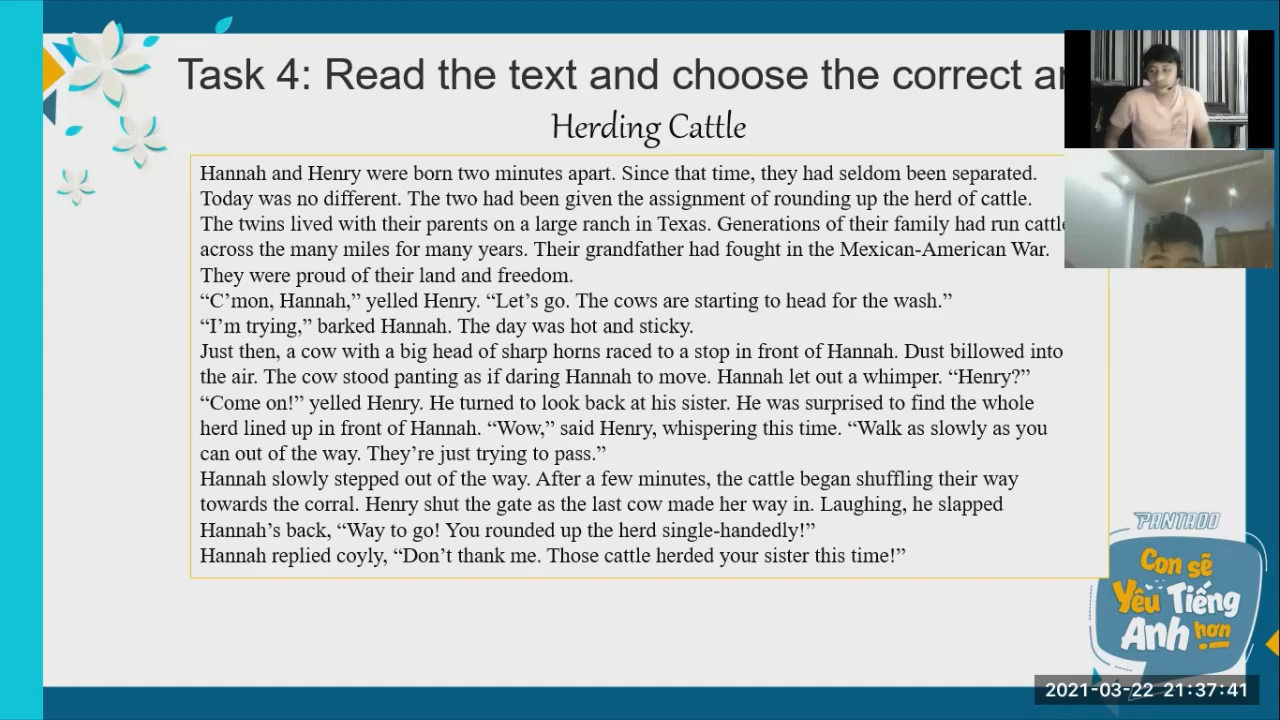 Task 4: Read the text and choose the correct
Herding Cattle
Hannah and Henry were born two minutes apart. Since that time, they had seldom been separated.
Today was no different. The two had been given the assignment of rounding up the herd of cattle.
The twins lived with their parents on a large ranch in Texas. Generations of their family had run cattle
across the many miles for many years. Their grandfather had fought in the Mexican-American War.
They were proud of their land and freedom.
“C’mon, Hannah,” yelled Henry. “Let’s go. The cows are starting to head for the wash.”
“I’m trying,” barked Hannah. The day was hot and sticky.
Just then, a cow with a big head of sharp horns raced to a stop in front of Hannah. Dust billowed into
the air. The cow stood panting as if daring Hannah to move. Hannah let out a whimper. “Henry?”
“Come on!” yelled Henry. He turned to look back at his sister. He was surprised to find the whole
herd lined up in front of Hannah. “Wow,” said Henry, whispering this time. “Walk as slowly as you
can out of the way. They’re just trying to pass.”
Hannah slowly stepped out of the way. After a few minutes, the cattle began shuffling their way
towards the corral. Henry shut the gate as the last cow made her way in. Laughing, he slapped
Hannah’s back, “Way to go! You rounded up the herd single-handedly!”
Hannah replied coyly, “Don’t thank me. Those cattle herded your sister this time!”
PANTADO
Con sẽ
Yêu Tiếng
Anh hơn
2021-03-22 21:37:41